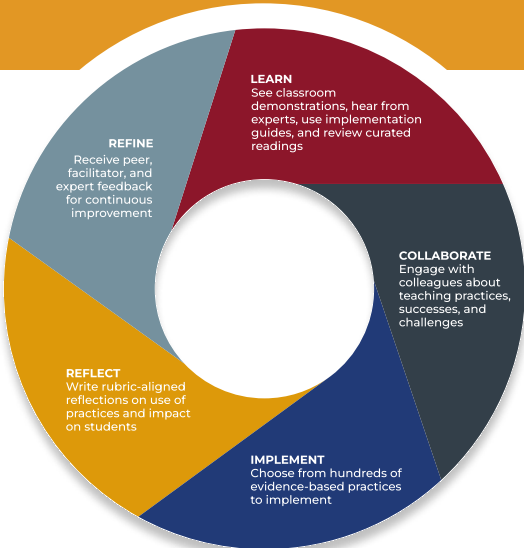 LEARN
See classroom
demonstrations, hear from
experts, use implementation
guides, and review curated
readings
COLLABORATE
Engage with
colleagues about
teaching practices,
successes, and
challenges
IMPLEMENT
Choose from hundreds of
evidence-based practices
to implement
REFLECT
Write rubric-aligned
reflections on use of
practices and impact
on students
REFINE
Receive peer,
facilitator, and
expert feedback
for continuous
improvement